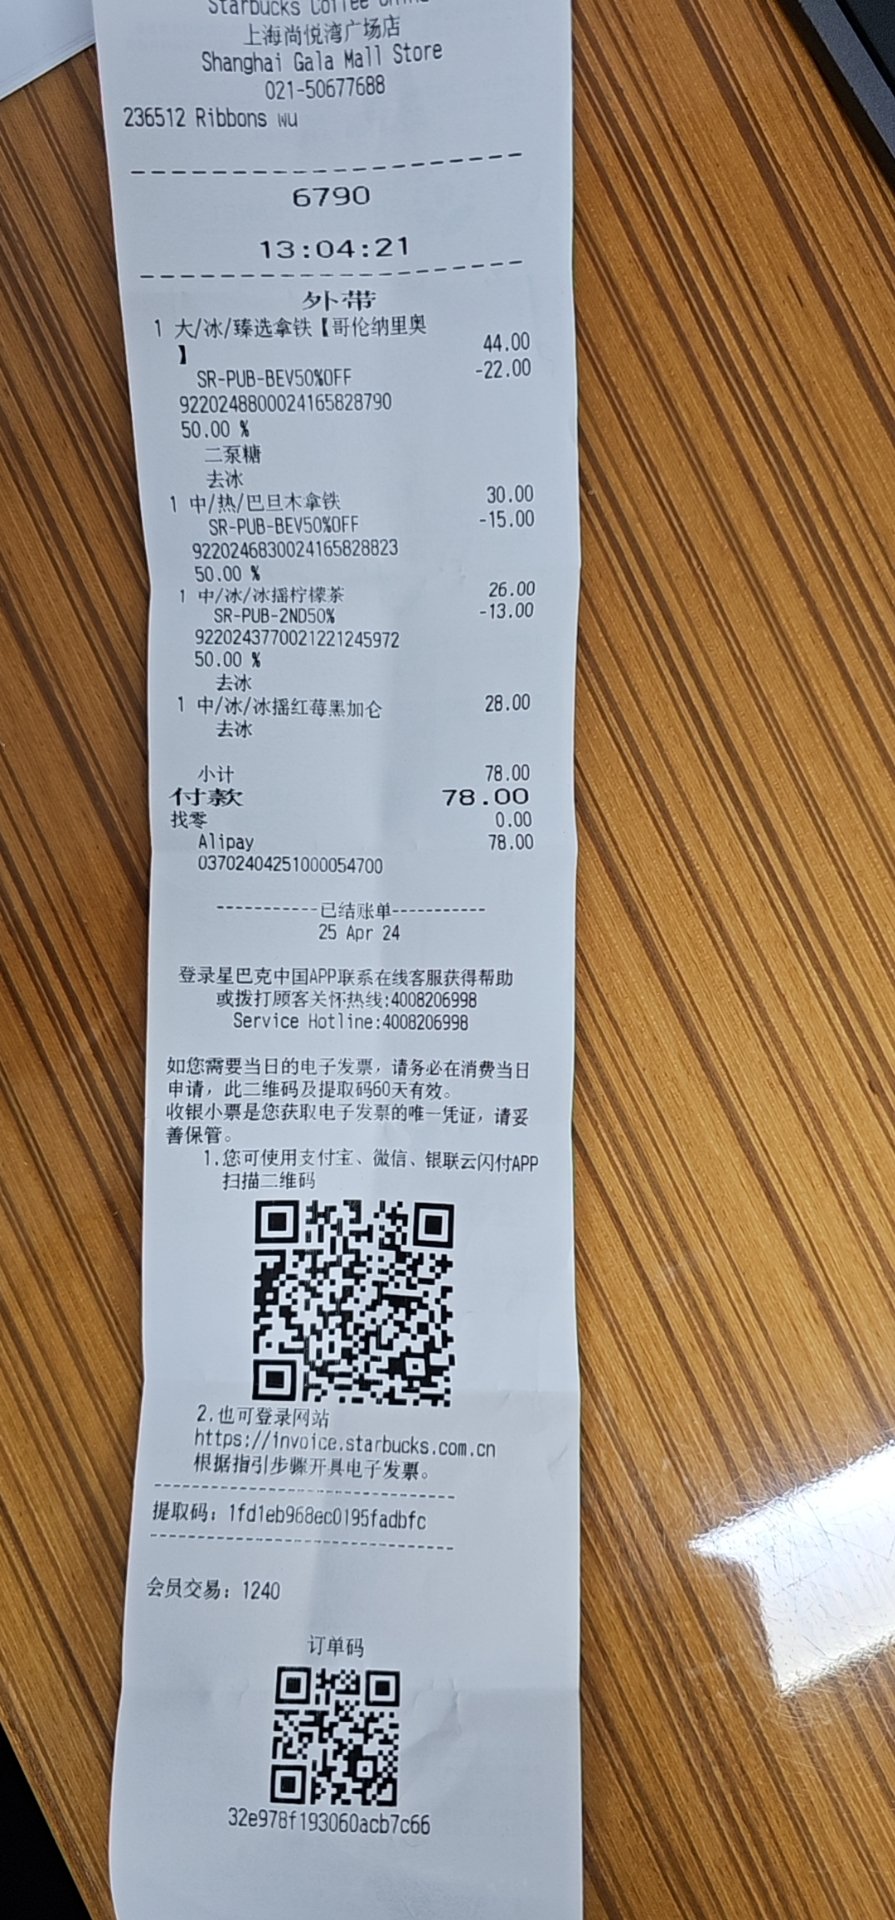 Starbucks Coffee
上海尚悦湾广场店
Shanghai Gala Mall Store
021-50677688
236512 Ribbons wu
6790
13:04:21
外带
1 大/冰/臻选拿铁【哥伦纳里奥
】 44.00
SR-PUB-BEV50%OFF -22.00
9220248800024165828790
50.00 %
二泵糖
去冰
1 中/热/巴旦木拿铁 30.00
SR-PUB-BEV50%OFF -15.00
9220246830024165828823
50.00 %
1 中/冰/冰摇柠檬茶 26.00
SR-PUB-2ND50% -13.00
9220243770021221245972
50.00 %
去冰
1 中/冰/冰摇红莓黑加仑 28.00
去冰
小计 78.00
付款 78.00
找零 0.00
Alipay 78.00
03702404251000054700
-----------已结账单-----------
25 Apr 24
登录星巴克中国APP联系在线客服获得帮助
或拨打顾客关怀热线:4008206998
Service Hotline:4008206998
如您需要当日的电子发票，请务必在消费当日
申请，此二维码及提取码60天有效。
收银小票是您获取电子发票的唯一凭证，请妥
善保管。
1.您可使用支付宝、微信、银联云闪付APP
扫描二维码
2.也可登录网站
https://invoice.starbucks.com.cn
根据指引步骤开具电子发票。
提取码：1fd1eb968ec0195fadbfc
会员交易：1240
订单码
32e978f193060acb7c66